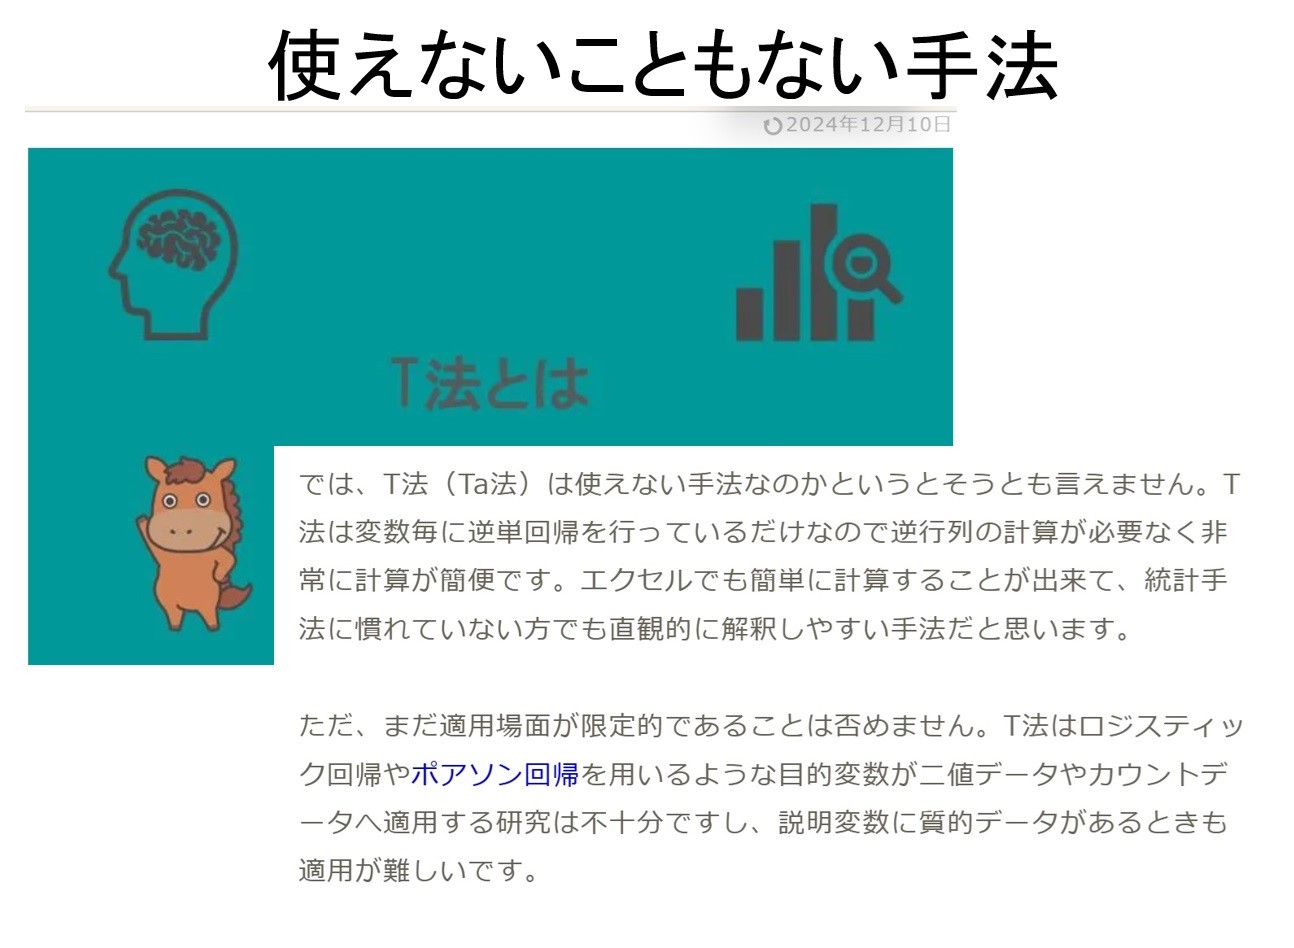 使えないこともない手法
2024年12月10日
T法とは
では、T法（Ta法）は使えない手法なのかというとそうとも言えません。T
法は変数毎に逆単回帰を行っているだけなので逆行列の計算が必要なく非
常に計算が簡便です。エクセルでも簡単に計算することが出来て、統計手
法に慣れていない方でも直観的に解釈しやすい手法だと思います。
ただ、まだ適用場面が限定的であることは否めません。T法はロジスティッ
ク回帰やポアソン回帰を用いるような目的変数が二値データやカウントデ
ータへ適用する研究は不十分ですし、説明変数に質的データがあるときも
適用が難しいです。